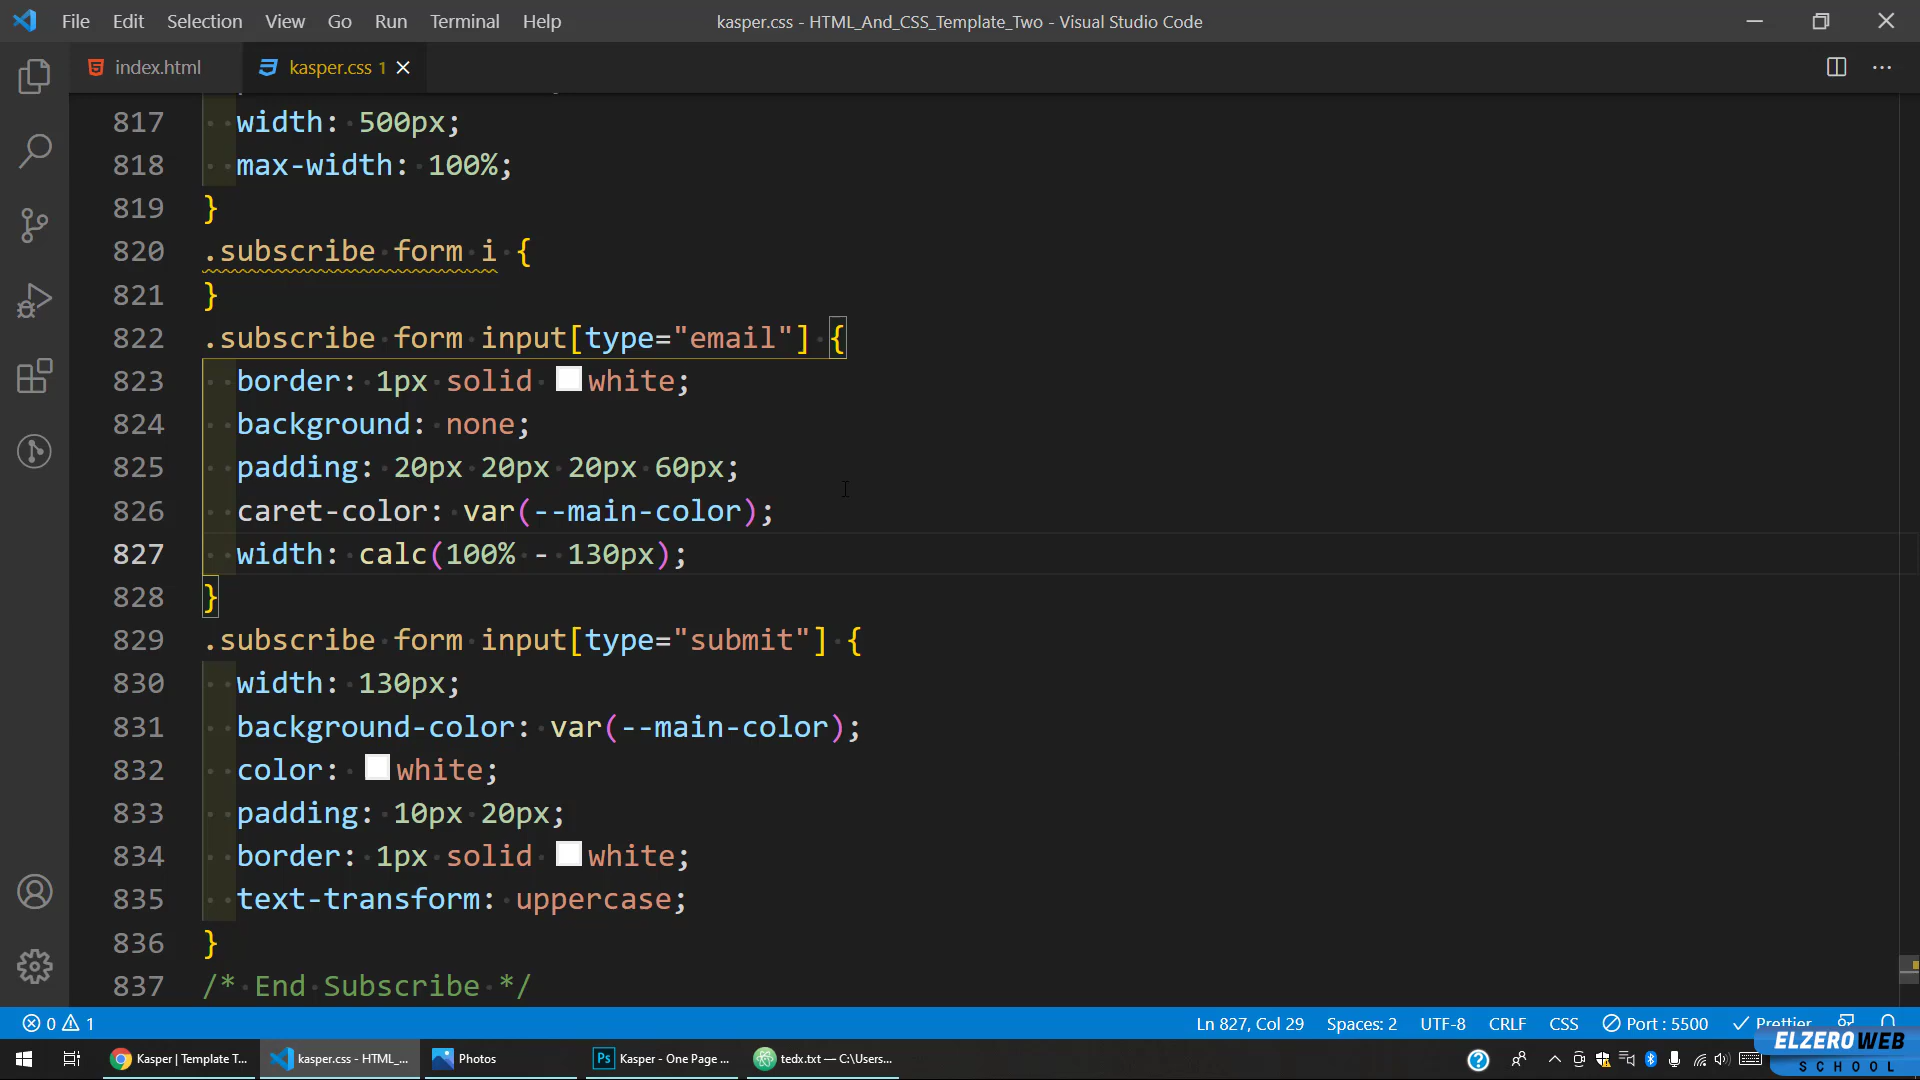 File Edit Selection View Go Run Terminal Help kasper.css - HTML_And_CSS_Template_Two - Visual Studio Code
index.html kasper.css 1
817 width: 500px;
818 max-width: 100%;
819 }
820 .subscribe form i {
821 }
822 .subscribe form input[type="email"] {
823 border: 1px solid white;
824 background: none;
825 padding: 20px 20px 20px 60px;
826 caret-color: var(--main-color);
827 width: calc(100% - 130px);
828 }
829 .subscribe form input[type="submit"] {
830 width: 130px;
831 background-color: var(--main-color);
832 color: white;
833 padding: 10px 20px;
834 border: 1px solid white;
835 text-transform: uppercase;
836 }
837 /* End Subscribe */
0 1 Ln 827, Col 29 Spaces: 2 UTF-8 CRLF CSS Port : 5500 Prettier
Kasper | Template T... kasper.css - HTML_... Photos Ps Kasper - One Page ... tedx.txt — C:\Users...
ELZEROWEB
SCHOOL